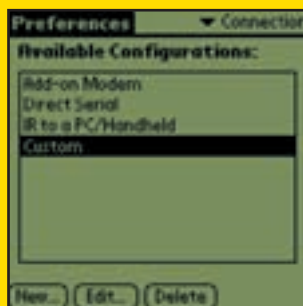 Preferences ▼ Connection
Available Configurations:
Add-on Modem
Direct Serial
IR to a PC/Handheld
Custom
New... Edit... Delete